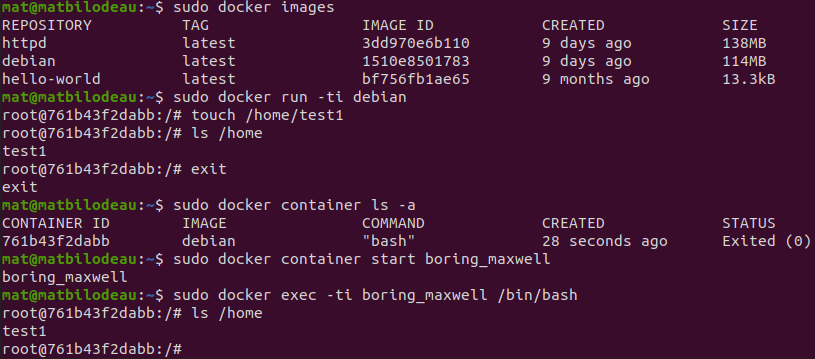 mat@matbilodeau:~$ sudo docker images
REPOSITORY TAG IMAGE ID CREATED SIZE
httpd latest 3dd970e6b110 9 days ago 138MB
debian latest 1510e8501783 9 days ago 114MB
hello-world latest bf756fb1ae65 9 months ago 13.3kB
mat@matbilodeau:~$ sudo docker run -ti debian
root@761b43f2dabb:/# touch /home/test1
root@761b43f2dabb:/# ls /home
test1
root@761b43f2dabb:/# exit
exit
mat@matbilodeau:~$ sudo docker container ls -a
CONTAINER ID IMAGE COMMAND CREATED STATUS
761b43f2dabb debian "bash" 28 seconds ago Exited (0)
mat@matbilodeau:~$ sudo docker container start boring_maxwell
boring_maxwell
mat@matbilodeau:~$ sudo docker exec -ti boring_maxwell /bin/bash
root@761b43f2dabb:/# ls /home
test1
root@761b43f2dabb:/#